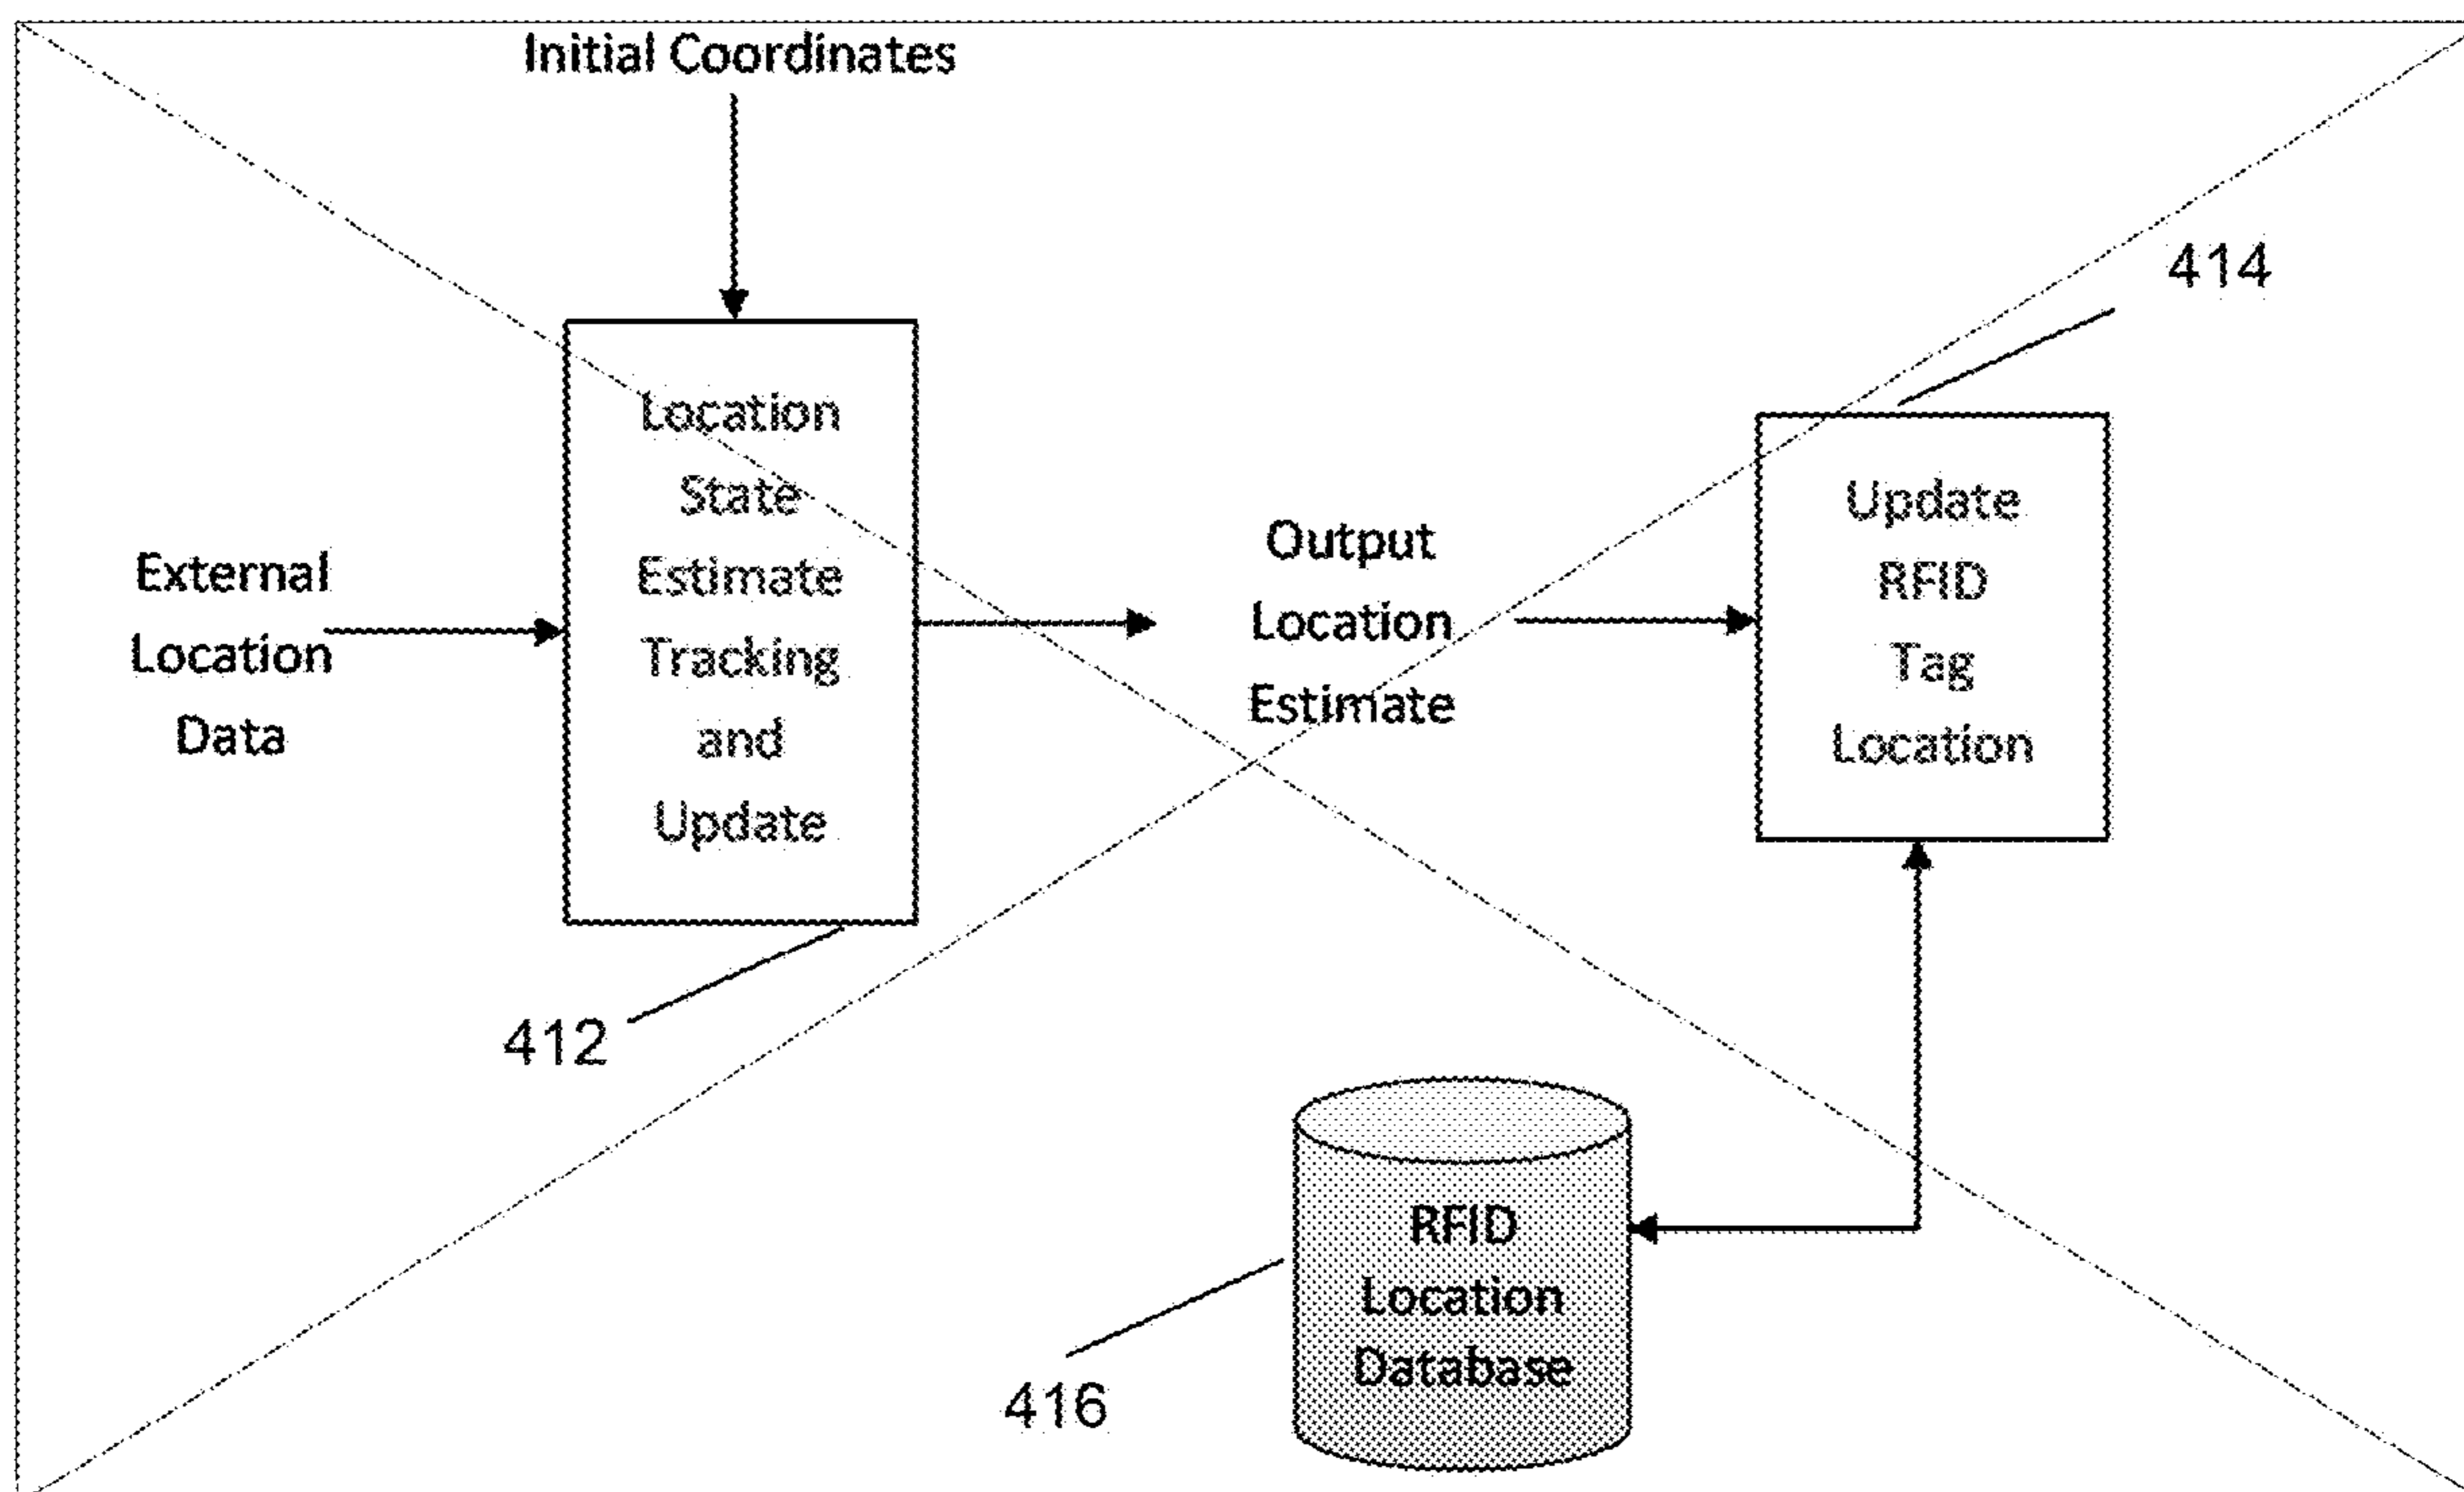 Initial Coordinates
414
Location
State
Estimate
Tracking
and
Update
External
Location
Data
Output
Location
Estimate
Update
RFID
Tag
Location
412
RFID
Location
Database
416